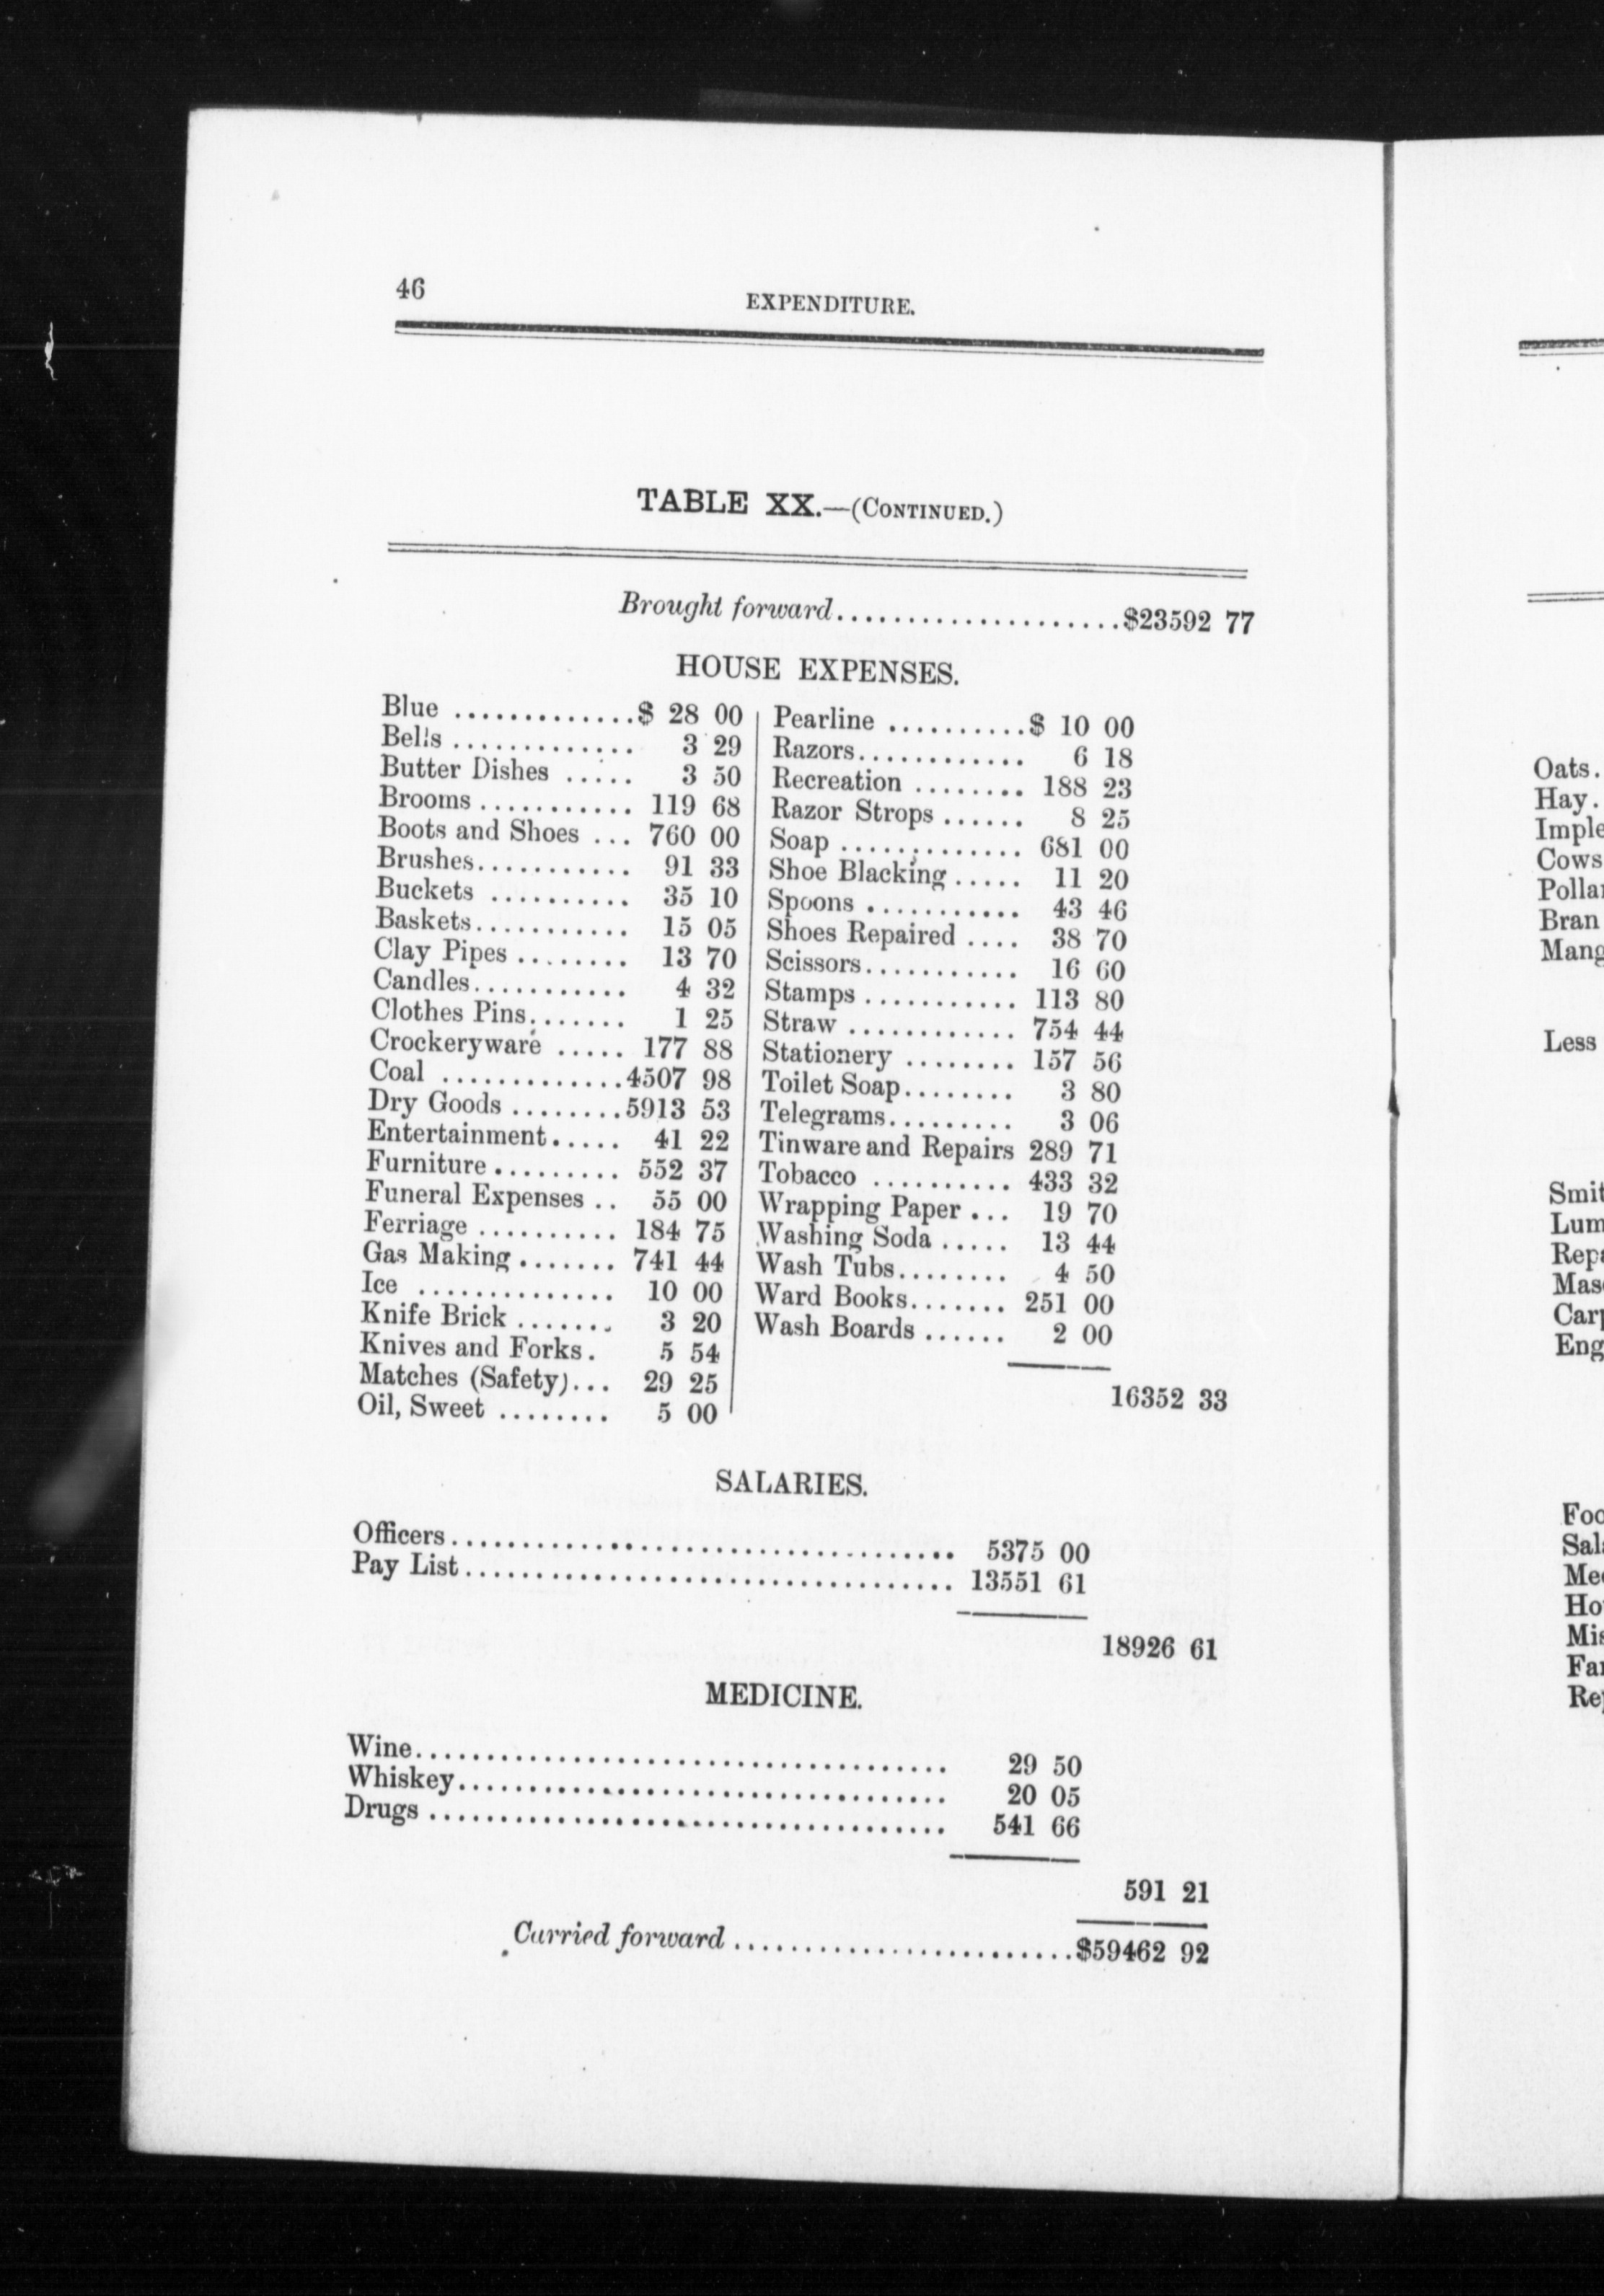 46
EXPENDITURE.
TABLE XX.—(CONTINUED.)
Brought forward....................$23592 77
HOUSE EXPENSES.
Blue .............$ 28 00
Bells ............. 3 29
Butter Dishes ..... 3 50
Brooms ........... 119 68
Boots and Shoes ... 760 00
Brushes........... 91 33
Buckets .......... 35 10
Baskets........... 15 05
Clay Pipes ........ 13 70
Candles........... 4 32
Clothes Pins....... 1 25
Crockeryware ..... 177 88
Coal .............4507 98
Dry Goods ........5913 53
Entertainment..... 41 22
Furniture......... 552 37
Funeral Expenses .. 55 00
Ferriage .......... 184 75
Gas Making....... 741 44
Ice .............. 10 00
Knife Brick ....... 3 20
Knives and Forks. 5 54
Matches (Safety)... 29 25
Oil, Sweet ........ 5 00
Pearline ..........$ 10 00
Razors............ 6 18
Recreation ........ 188 23
Razor Strops ...... 8 25
Soap ............. 681 00
Shoe Blacking ..... 11 20
Spoons ........... 43 46
Shoes Repaired .... 38 70
Scissors........... 16 60
Stamps ........... 113 80
Straw ............ 754 44
Stationery ........ 157 56
Toilet Soap........ 3 80
Telegrams......... 3 06
Tinware and Repairs 289 71
Tobacco .......... 433 32
Wrapping Paper ... 19 70
Washing Soda ..... 13 44
Wash Tubs........ 4 50
Ward Books....... 251 00
Wash Boards ...... 2 00
16352 33
SALARIES.
Officers................................... 5375 00
Pay List.................................. 13551 61
18926 61
MEDICINE.
Wine..................................... 29 50
Whiskey.................................. 20 05
Drugs .................................... 541 66
591 21
Carried forward ........................$59462 92
Oats.
Hay.
Cows
Bran
Less